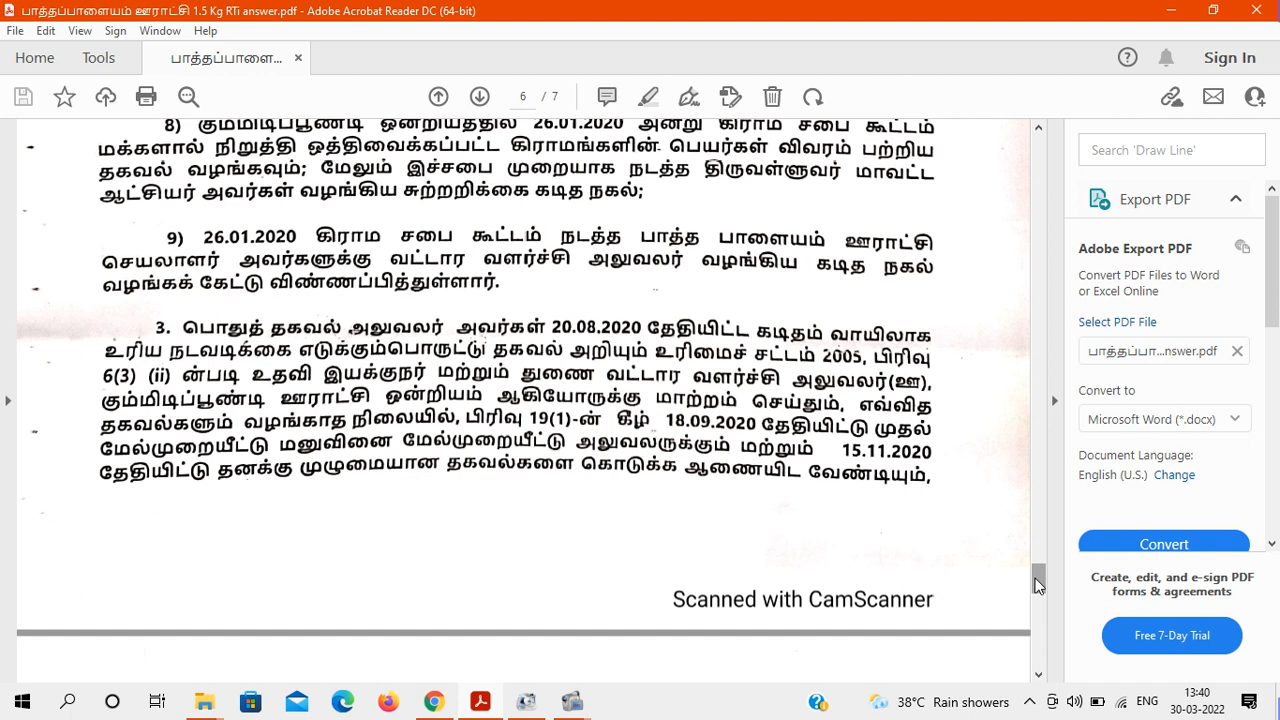 பாத்தப்பாளையம் ஊராட்சி 1.5 Kg RTi answer.pdf - Adobe Acrobat Reader DC (64-bit)
File Edit View Sign Window Help
Home Tools பாத்தப்பாளை... × Sign In
6 / 7
8) கும்மிடிப்பூண்டி ஒன்றியத்தில் 26.01.2020 அன்று கிராம சபை கூட்டம்
மக்களால் நிறுத்தி ஒத்திவைக்கப்பட்ட கிராமங்களின் பெயர்கள் விவரம் பற்றிய
தகவல் வழங்கவும்; மேலும் இச்சபை முறையாக நடத்த திருவள்ளுவர் மாவட்ட
ஆட்சியர் அவர்கள் வழங்கிய சுற்றறிக்கை கடித நகல்;
9) 26.01.2020 கிராம சபை கூட்டம் நடத்த பாத்த பாளையம் ஊராட்சி
செயலாளர் அவர்களுக்கு வட்டார வளர்ச்சி அலுவலர் வழங்கிய கடித நகல்
வழங்கக் கேட்டு விண்ணப்பித்துள்ளார்.
3. பொதுத் தகவல் அலுவலர் அவர்கள் 20.08.2020 தேதியிட்ட கடிதம் வாயிலாக
உரிய நடவடிக்கை எடுக்கும்பொருட்டு தகவல் அறியும் உரிமைச் சட்டம் 2005, பிரிவு
6(3) (ii) ன்படி உதவி இயக்குநர் மற்றும் துணை வட்டார வளர்ச்சி அலுவலர்(ஊ),
கும்மிடிப்பூண்டி ஊராட்சி ஒன்றியம் ஆகியோருக்கு மாற்றம் செய்தும், எவ்வித
தகவல்களும் வழங்காத நிலையில், பிரிவு 19(1)-ன் கீழ் 18.09.2020 தேதியிட்டு முதல்
மேல்முறையீட்டு மனுவினை மேல்முறையீட்டு அலுவலருக்கும் மற்றும் 15.11.2020
தேதியிட்டு தனக்கு முழுமையான தகவல்களை கொடுக்க ஆணையிட வேண்டியும்,
Scanned with CamScanner
Search 'Draw Line'
Export PDF
Adobe Export PDF
Convert PDF Files to Word
or Excel Online
Select PDF File
பாத்தப்பா...nswer.pdf ×
Convert to
Microsoft Word (*.docx)
Document Language:
English (U.S.) Change
Convert
Create, edit, and e-sign PDF
forms & agreements
Free 7-Day Trial
38°C Rain showers ENG 13:40
30-03-2022